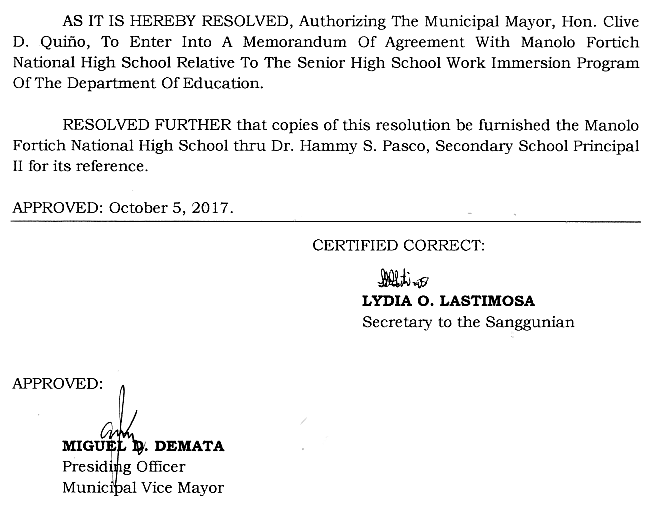 AS IT IS HEREBY RESOLVED, Authorizing The Municipal Mayor, Hon. Clive
D. Quiño, To Enter Into A Memorandum Of Agreement With Manolo Fortich
National High School Relative To The Senior High School Work Immersion Program
Of The Department Of Education.
RESOLVED FURTHER that copies of this resolution be furnished the Manolo
Fortich National High School thru Dr. Hammy S. Pasco, Secondary School Principal
II for its reference.
APPROVED: October 5, 2017.
CERTIFIED CORRECT:
LYDIA O. LASTIMOSA
Secretary to the Sanggunian
APPROVED:
MIGUEL D. DEMATA
Presiding Officer
Municipal Vice Mayor